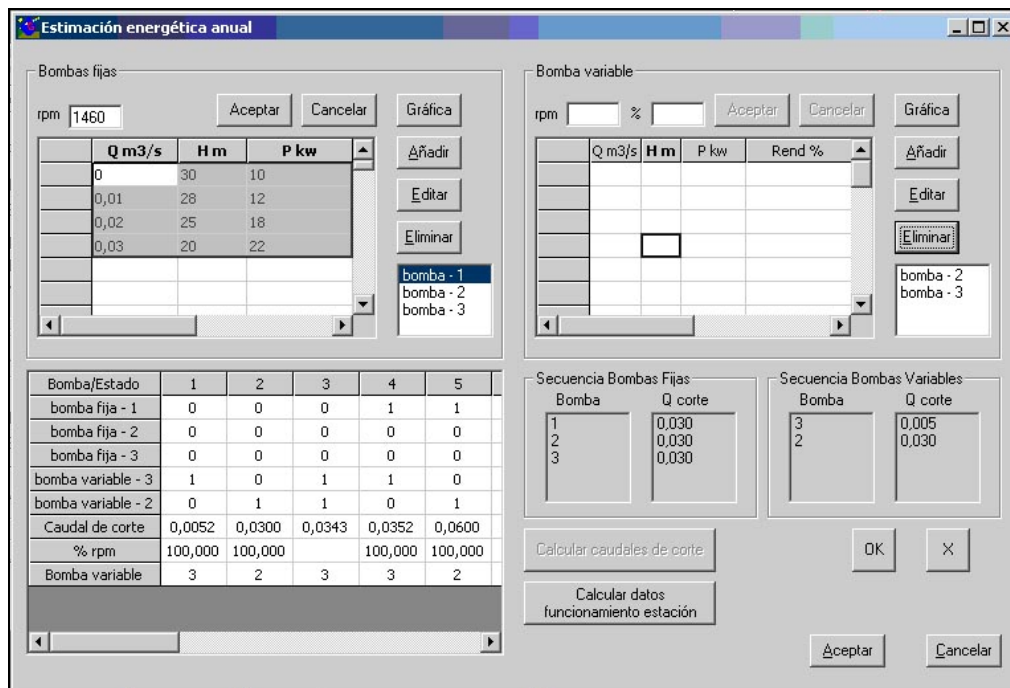 Estimación energética anual
Bombas fijas
rpm 1460 Aceptar Cancelar Gráfica
Q m3/s H m P kw
0 30 10
0,01 28 12
0,02 25 18
0,03 20 22
Añadir
Editar
Eliminar
bomba - 1
bomba - 2
bomba - 3
Bomba variable
rpm % Aceptar Cancelar Gráfica
Q m3/s H m P kw Rend %
Añadir
Editar
Eliminar
bomba - 2
bomba - 3
Bomba/Estado 1 2 3 4 5
bomba fija - 1 0 0 0 1 1
bomba fija - 2 0 0 0 0 0
bomba fija - 3 0 0 0 0 0
bomba variable - 3 1 0 1 1 0
bomba variable - 2 0 1 1 0 1
Caudal de corte 0,0052 0,0300 0,0343 0,0352 0,0600
% rpm 100,000 100,000 100,000 100,000
Bomba variable 3 2 3 3 2
Secuencia Bombas Fijas
Bomba Q corte
1 0,030
2 0,030
3 0,030
Secuencia Bombas Variables
Bomba Q corte
3 0,005
2 0,030
Calcular caudales de corte
OK X
Calcular datos
funcionamiento estación
Aceptar Cancelar